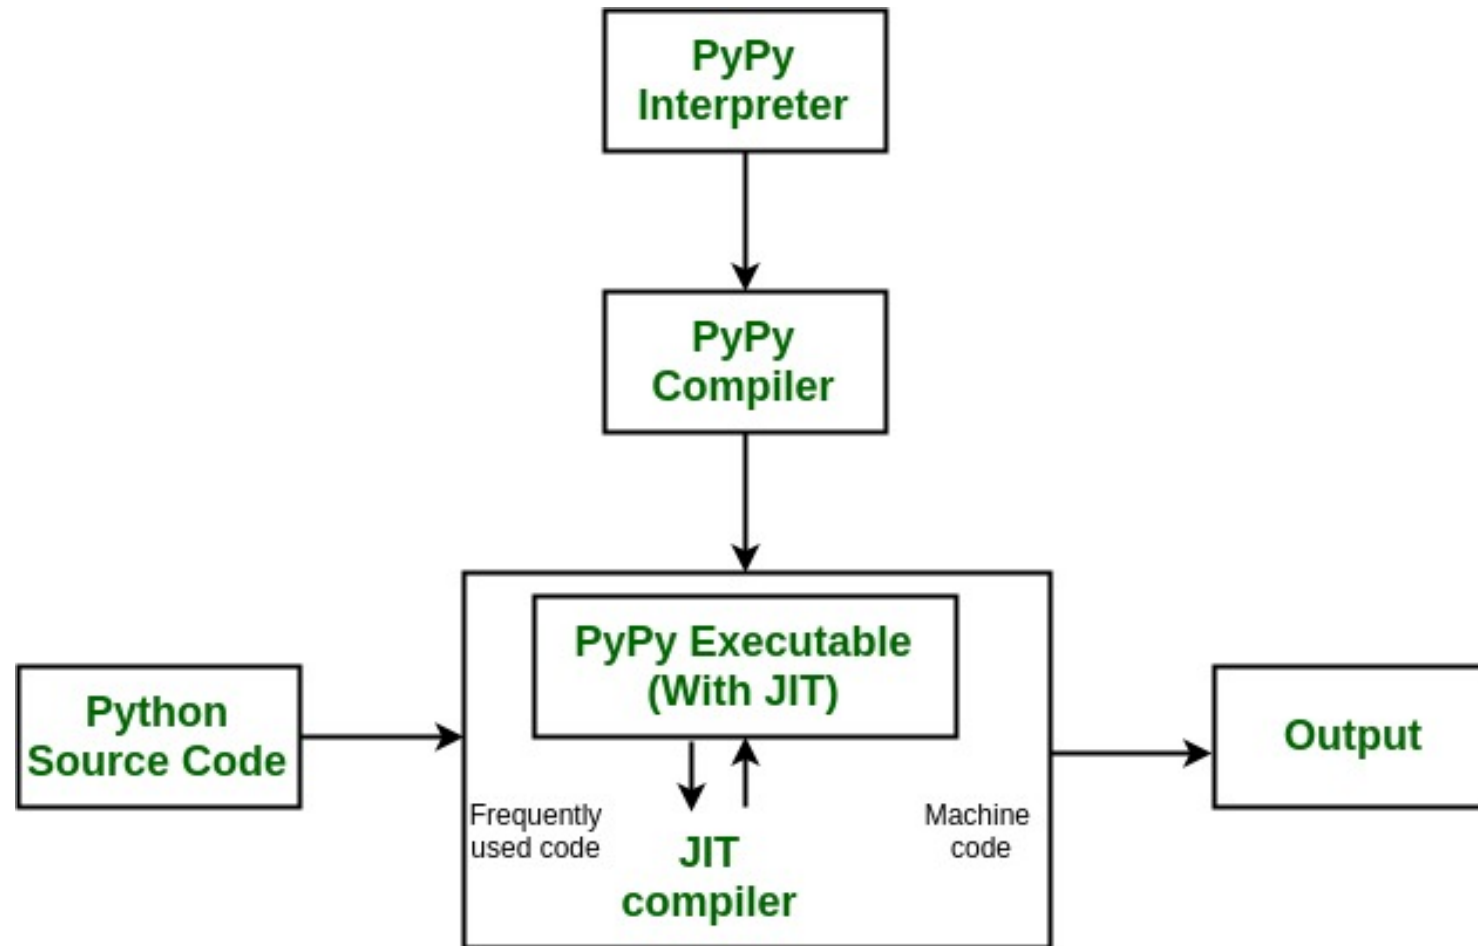 PyPy
Interpreter
PyPy
Compiler
PyPy Executable
(With JIT)
Python
Source Code
Output
Frequently
used code
Machine
code
JIT
compiler